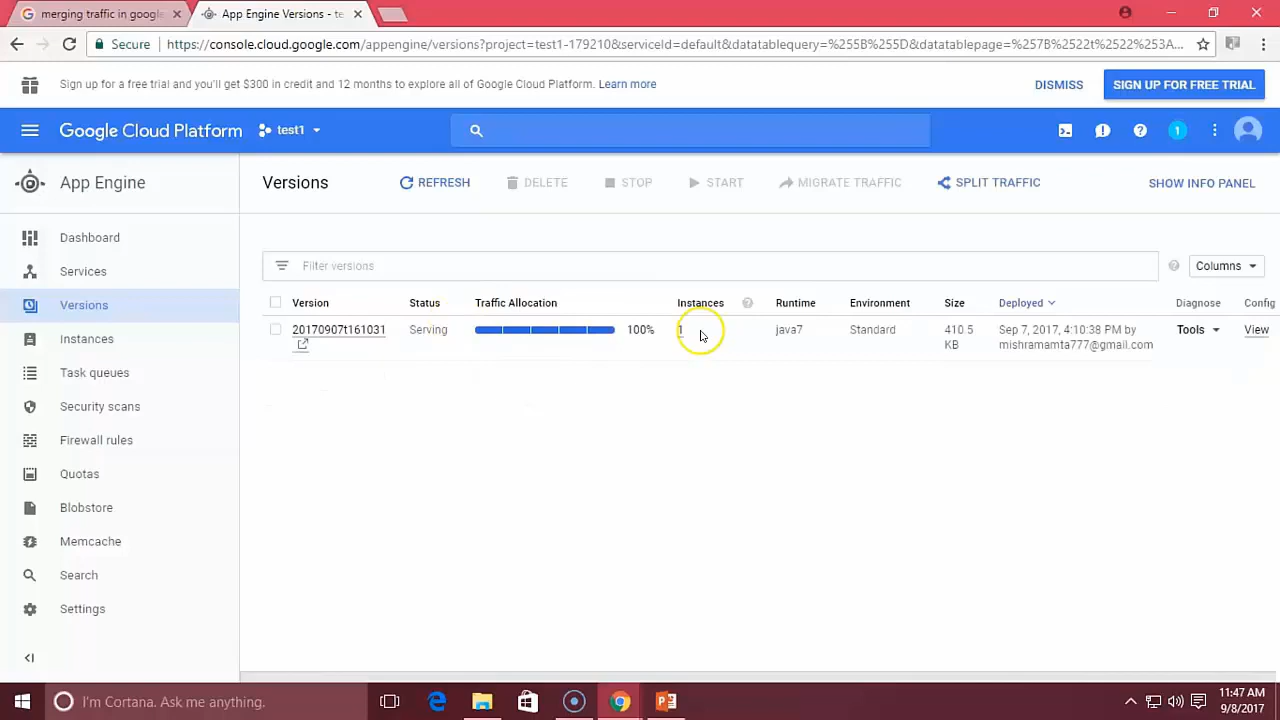 merging traffic in google
App Engine Versions - te
Secure
https://console.cloud.google.com/appengine/versions?project=test1-179210&serviceId=default&datatablequery=%255B%255D&datatablepage=%257B%2522t%2522%253A...
Sign up for a free trial and you'll get $300 in credit and 12 months to explore all of Google Cloud Platform. Learn more
DISMISS
SIGN UP FOR FREE TRIAL
Google Cloud Platform
test1
1
App Engine
Versions
REFRESH
DELETE
STOP
START
MIGRATE TRAFFIC
SPLIT TRAFFIC
SHOW INFO PANEL
Dashboard
Services
Versions
Instances
Task queues
Security scans
Firewall rules
Quotas
Blobstore
Memcache
Search
Settings
Filter versions
Columns
Version Status Traffic Allocation Instances Runtime Environment Size Deployed Diagnose Config
20170907t161031 Serving 100% 1 java7 Standard 410.5 Sep 7, 2017, 4:10:38 PM by Tools View
KB mishramamta777@gmail.com
I'm Cortana. Ask me anything.
11:47 AM
9/8/2017